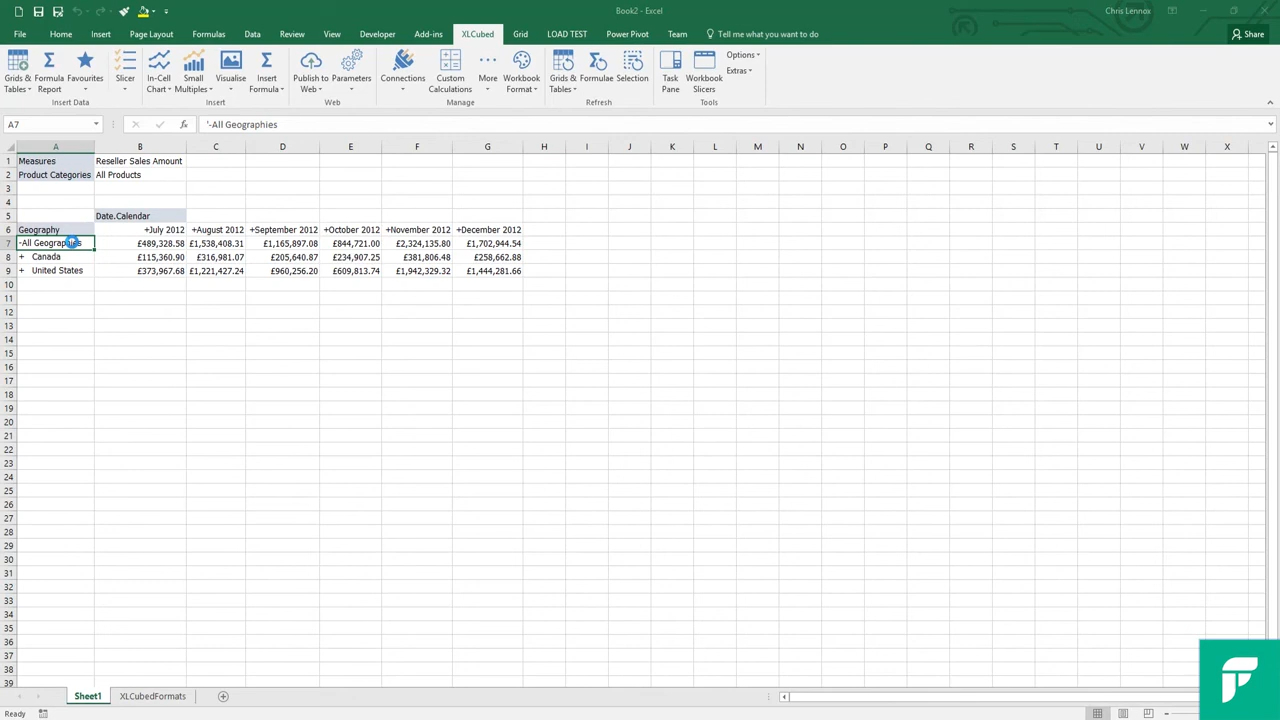 Book2 - Excel
Chris Lennox
File Home Insert Page Layout Formulas Data Review View Developer Add-ins XLCubed Grid LOAD TEST Power Pivot Team Tell me what you want to do Share
Grids & Tables Formula Report Favourites Slicer In-Cell Chart Small Multiples Visualise Insert Formula Publish to Web Parameters Connections Custom Calculations More Workbook Format Grids & Tables Formulae Selection Task Pane Workbook Slicers Options Extras
Insert Data Insert Web Manage Refresh Tools
A7 fx '-All Geographies
A B C D E F G H I J K L M N O P Q R S T U V W X
1 Measures Reseller Sales Amount
2 Product Categories All Products
3
4
5 Date.Calendar
6 Geography +July 2012 +August 2012 +September 2012 +October 2012 +November 2012 +December 2012
7 -All Geographies £489,328.58 £1,538,408.31 £1,165,897.08 £844,721.00 £2,324,135.80 £1,702,944.54
8 + Canada £115,360.90 £316,981.07 £205,640.87 £234,907.25 £381,806.48 £258,662.88
9 + United States £373,967.68 £1,221,427.24 £960,256.20 £609,813.74 £1,942,329.32 £1,444,281.66
10
11
12
13
14
15
16
17
18
19
20
21
22
23
24
25
26
27
28
29
30
31
32
33
34
35
36
37
38
39
Sheet1 XLCubedFormats
Ready